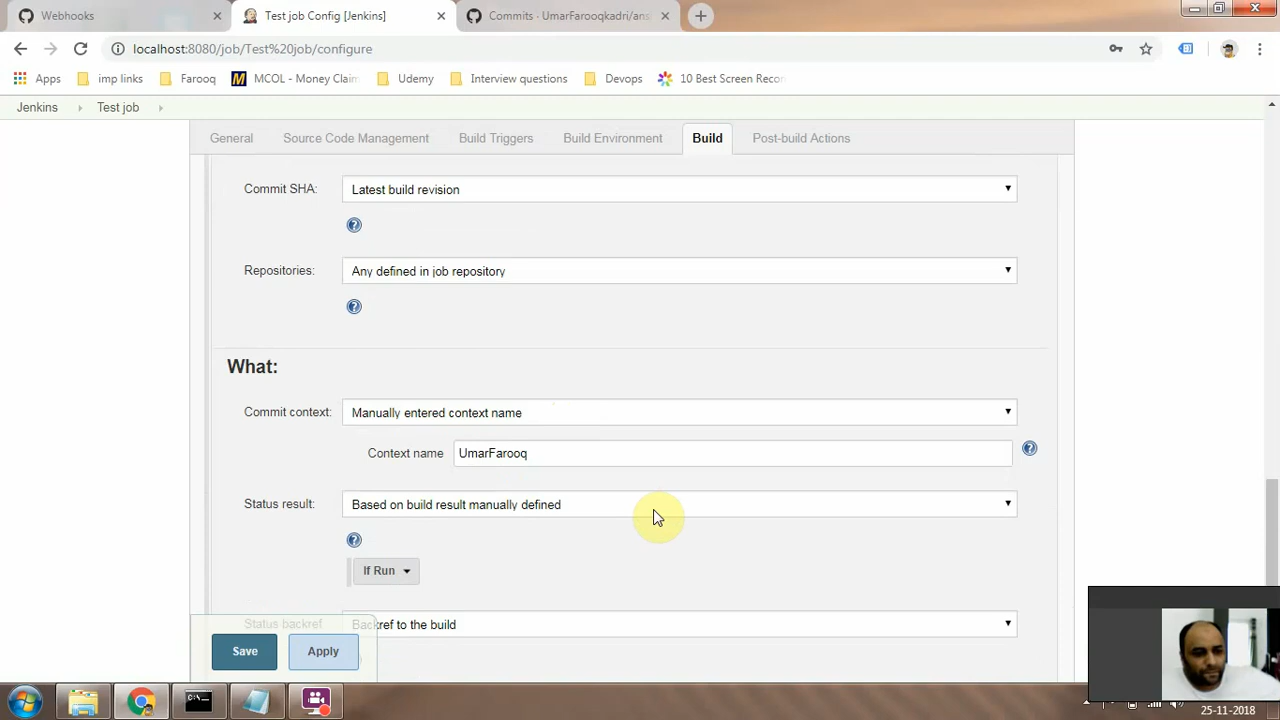 Webhooks
Test job Config [Jenkins]
Commits · UmarFarooqkadri/ans
localhost:8080/job/Test%20job/configure
Apps
imp links
Farooq
M
MCOL - Money Claim
Udemy
Interview questions
Devops
10 Best Screen Recor
Jenkins
Test job
General
Source Code Management
Build Triggers
Build Environment
Build
Post-build Actions
Commit SHA:
Latest build revision
Repositories:
Any defined in job repository
What:
Commit context:
Manually entered context name
Context name
UmarFarooq
Status result:
Based on build result manually defined
If Run
Status backref
Backref to the build
Save
Apply
25-11-2018